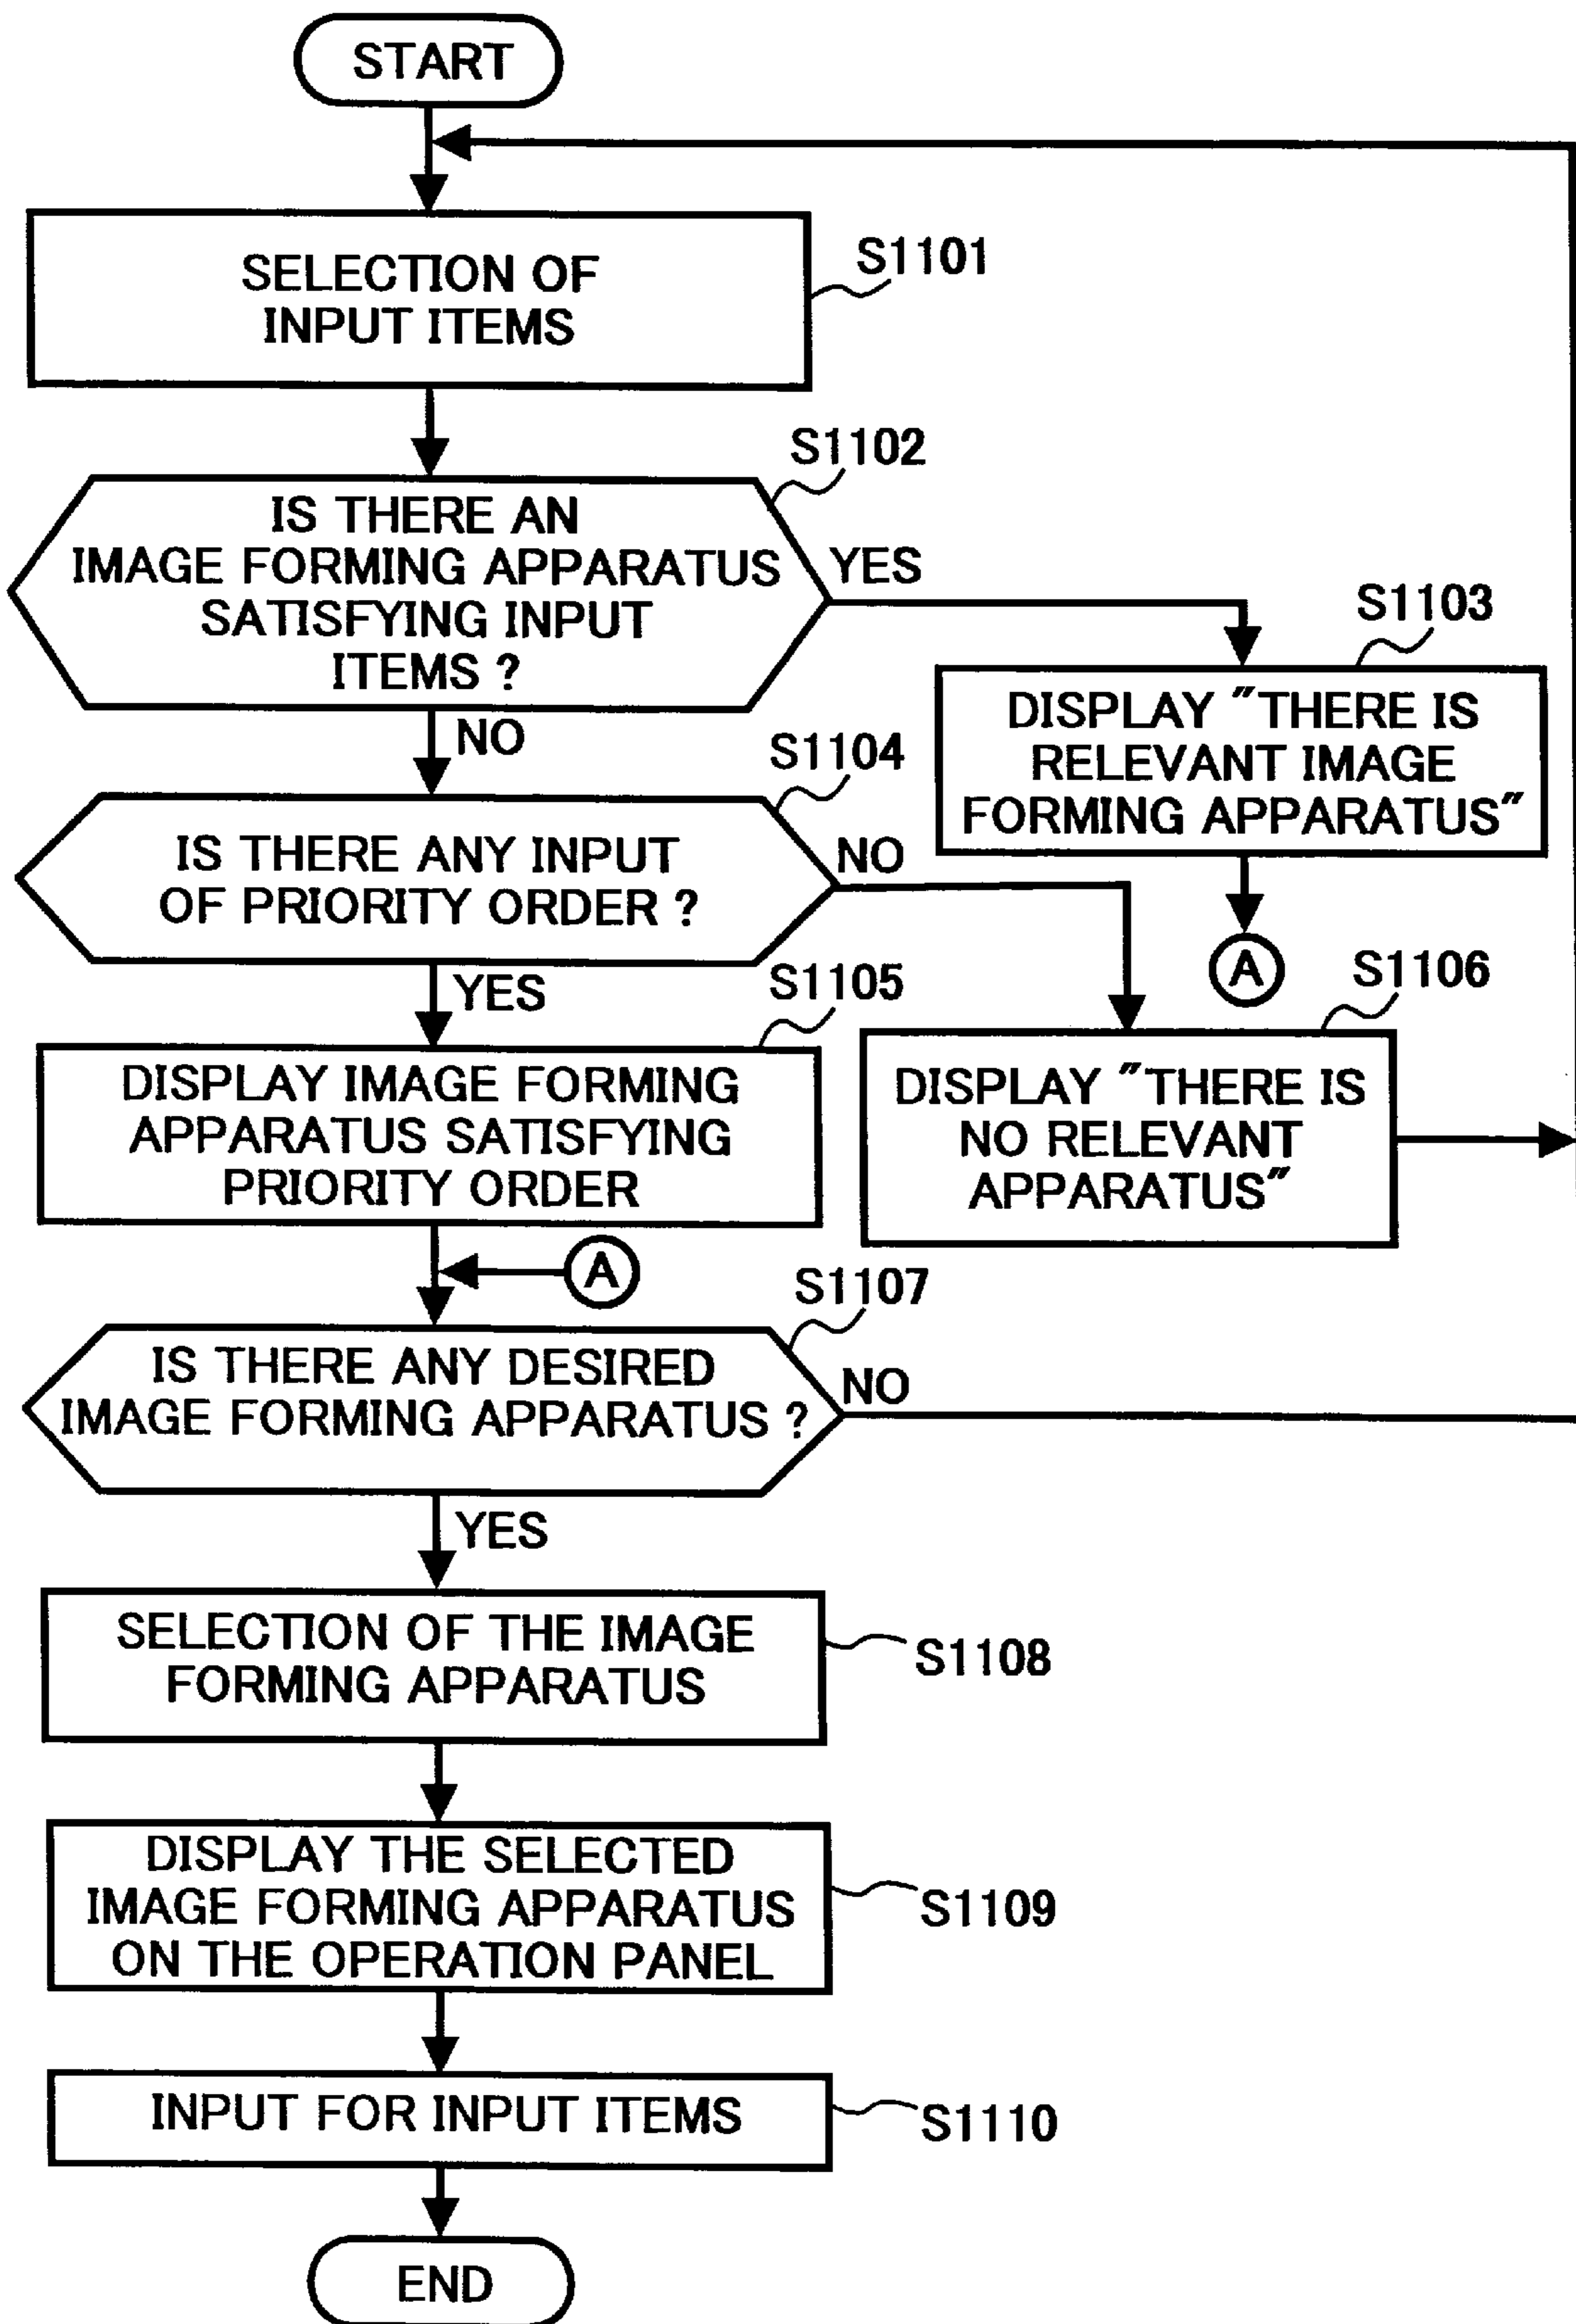 START
SELECTION OF
INPUT ITEMS
S1101
S1102
IS THERE AN
IMAGE FORMING APPARATUS
SATISFYING INPUT
ITEMS ?
YES
NO
S1103
DISPLAY "THERE IS
RELEVANT IMAGE
FORMING APPARATUS"
A
S1104
IS THERE ANY INPUT
OF PRIORITY ORDER ?
NO
YES
S1105
DISPLAY IMAGE FORMING
APPARATUS SATISFYING
PRIORITY ORDER
S1106
DISPLAY "THERE IS
NO RELEVANT
APPARATUS"
A
S1107
IS THERE ANY DESIRED
IMAGE FORMING APPARATUS ?
NO
YES
SELECTION OF THE IMAGE
FORMING APPARATUS
S1108
DISPLAY THE SELECTED
IMAGE FORMING APPARATUS
ON THE OPERATION PANEL
S1109
INPUT FOR INPUT ITEMS
S1110
END